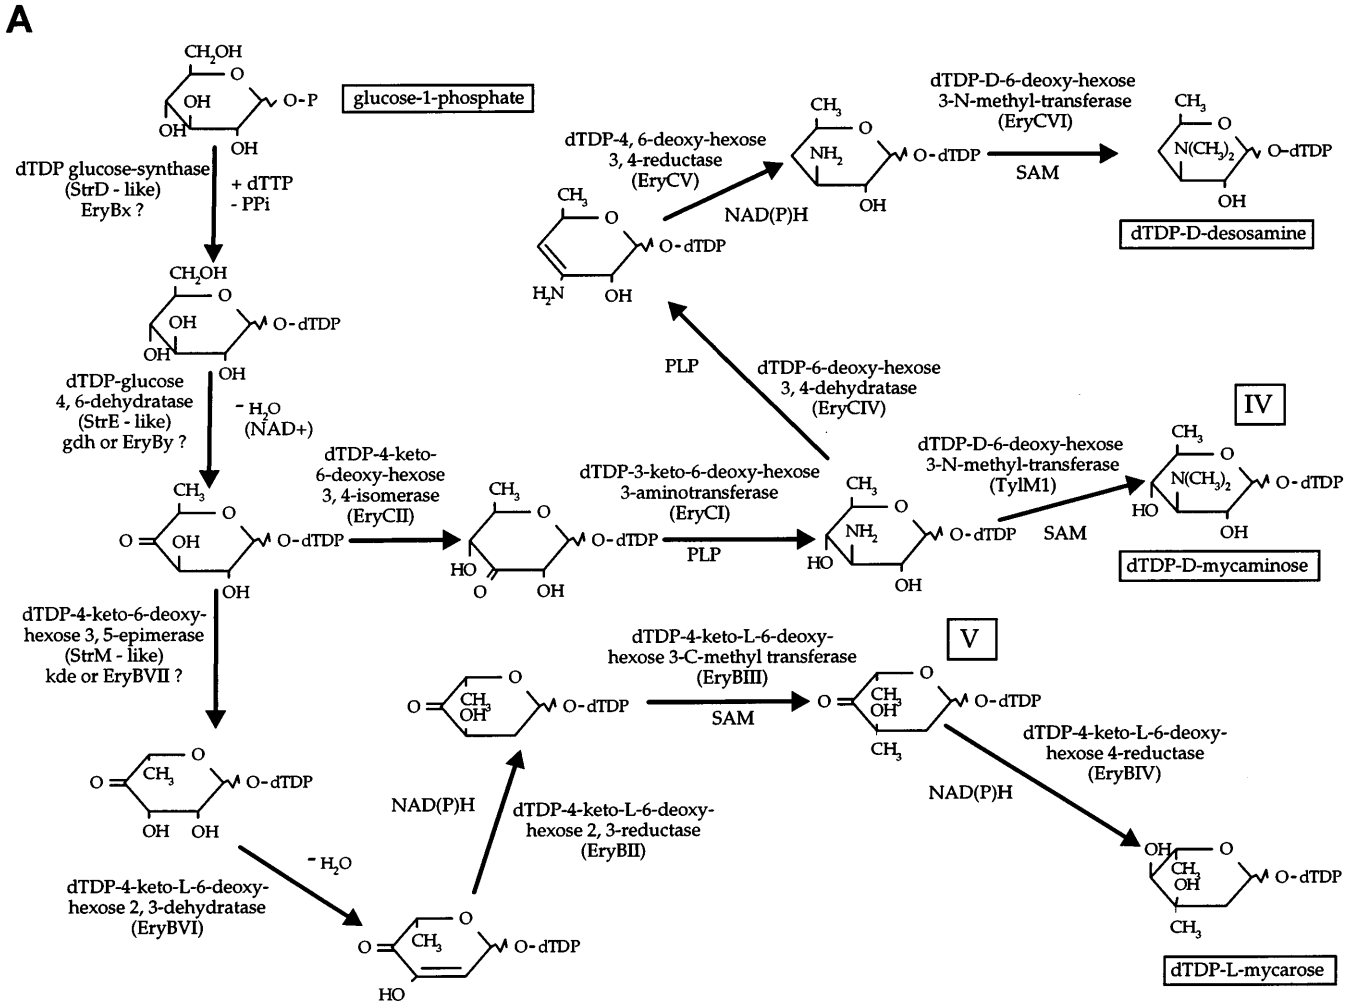 A
CH2OH
O
OH
OH
OH
O-P
glucose-1-phosphate
dTDP glucose-synthase
(StrD - like)
EryBx ?
+ dTTP
- PPi
CH2OH
O
OH
OH
OH
O-dTDP
dTDP-glucose
4, 6-dehydratase
(StrE - like)
gdh or EryBy ?
- H2O
(NAD+)
CH3
O
O
OH
OH
O-dTDP
dTDP-4-keto-
6-deoxy-hexose
3, 4-isomerase
(EryCII)
CH3
O
HO
O
OH
O-dTDP
dTDP-3-keto-6-deoxy-hexose
3-aminotransferase
(EryCI)
PLP
CH3
O
NH2
HO
OH
O-dTDP
dTDP-D-6-deoxy-hexose
3-N-methyl-transferase
(TylM1)
SAM
IV
CH3
O
N(CH3)2
HO
OH
O-dTDP
dTDP-D-mycaminose
PLP
dTDP-6-deoxy-hexose
3, 4-dehydratase
(EryCIV)
CH3
O
H2N
OH
O-dTDP
dTDP-4, 6-deoxy-hexose
3, 4-reductase
(EryCV)
NAD(P)H
CH3
O
NH2
OH
O-dTDP
dTDP-D-6-deoxy-hexose
3-N-methyl-transferase
(EryCVI)
SAM
CH3
O
N(CH3)2
OH
O-dTDP
dTDP-D-desosamine
dTDP-4-keto-6-deoxy-
hexose 3, 5-epimerase
(StrM - like)
kde or EryBVII ?
O
O
CH3
OH
OH
O-dTDP
dTDP-4-keto-L-6-deoxy-
hexose 2, 3-dehydratase
(EryBVI)
- H2O
O
O
CH3
HO
O-dTDP
NAD(P)H
dTDP-4-keto-L-6-deoxy-
hexose 2, 3-reductase
(EryBII)
O
O
CH3
OH
O-dTDP
dTDP-4-keto-L-6-deoxy-
hexose 3-C-methyl transferase
(EryBIII)
SAM
V
O
O
CH3
OH
CH3
O-dTDP
dTDP-4-keto-L-6-deoxy-
hexose 4-reductase
(EryBIV)
NAD(P)H
OH
O
CH3
OH
CH3
O-dTDP
dTDP-L-mycarose